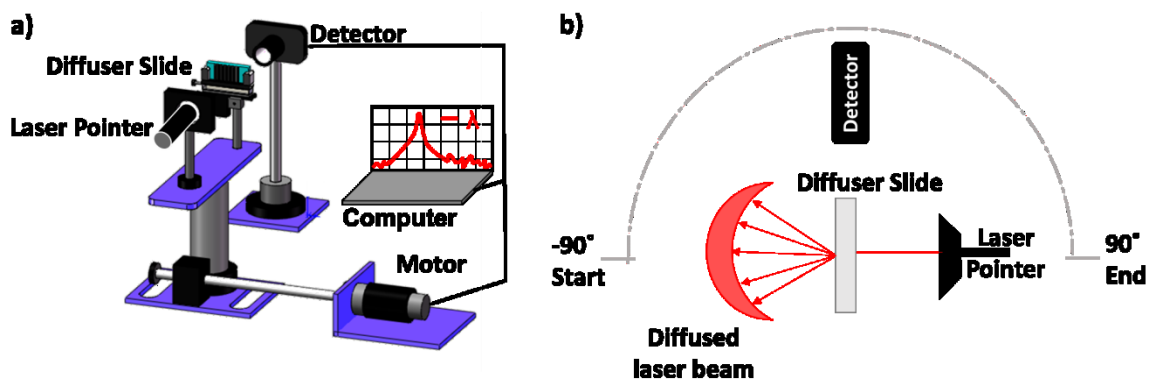 a)
Detector
Diffuser Slide
Laser Pointer
λ
Computer
Motor
b)
Detector
Diffuser Slide
-90°
Start
Laser
Pointer
90°
End
Diffused
laser beam